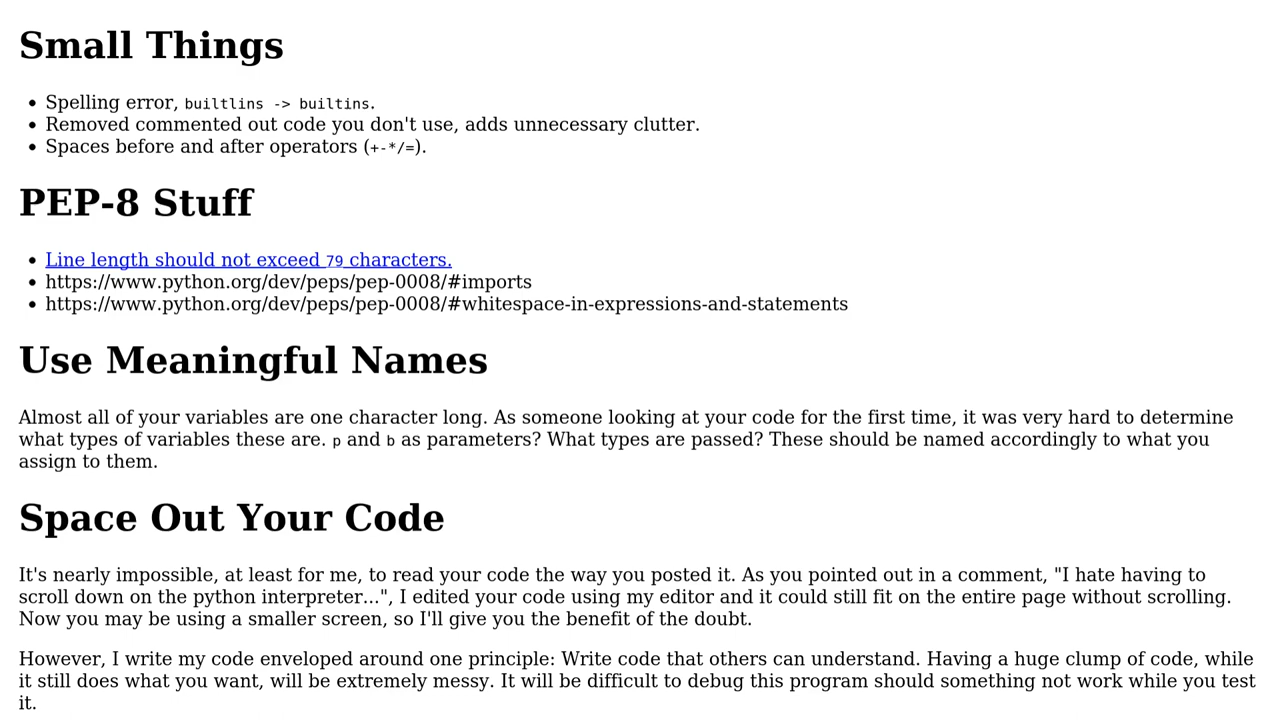 Small Things
• Spelling error, builtlins -> builtins.
• Removed commented out code you don't use, adds unnecessary clutter.
• Spaces before and after operators (+-*/=).
PEP-8 Stuff
• Line length should not exceed 79 characters.
• https://www.python.org/dev/peps/pep-0008/#imports
• https://www.python.org/dev/peps/pep-0008/#whitespace-in-expressions-and-statements
Use Meaningful Names
Almost all of your variables are one character long. As someone looking at your code for the first time, it was very hard to determine
what types of variables these are. p and b as parameters? What types are passed? These should be named accordingly to what you
assign to them.
Space Out Your Code
It's nearly impossible, at least for me, to read your code the way you posted it. As you pointed out in a comment, "I hate having to
scroll down on the python interpreter...", I edited your code using my editor and it could still fit on the entire page without scrolling.
Now you may be using a smaller screen, so I'll give you the benefit of the doubt.
However, I write my code enveloped around one principle: Write code that others can understand. Having a huge clump of code, while
it still does what you want, will be extremely messy. It will be difficult to debug this program should something not work while you test
it.